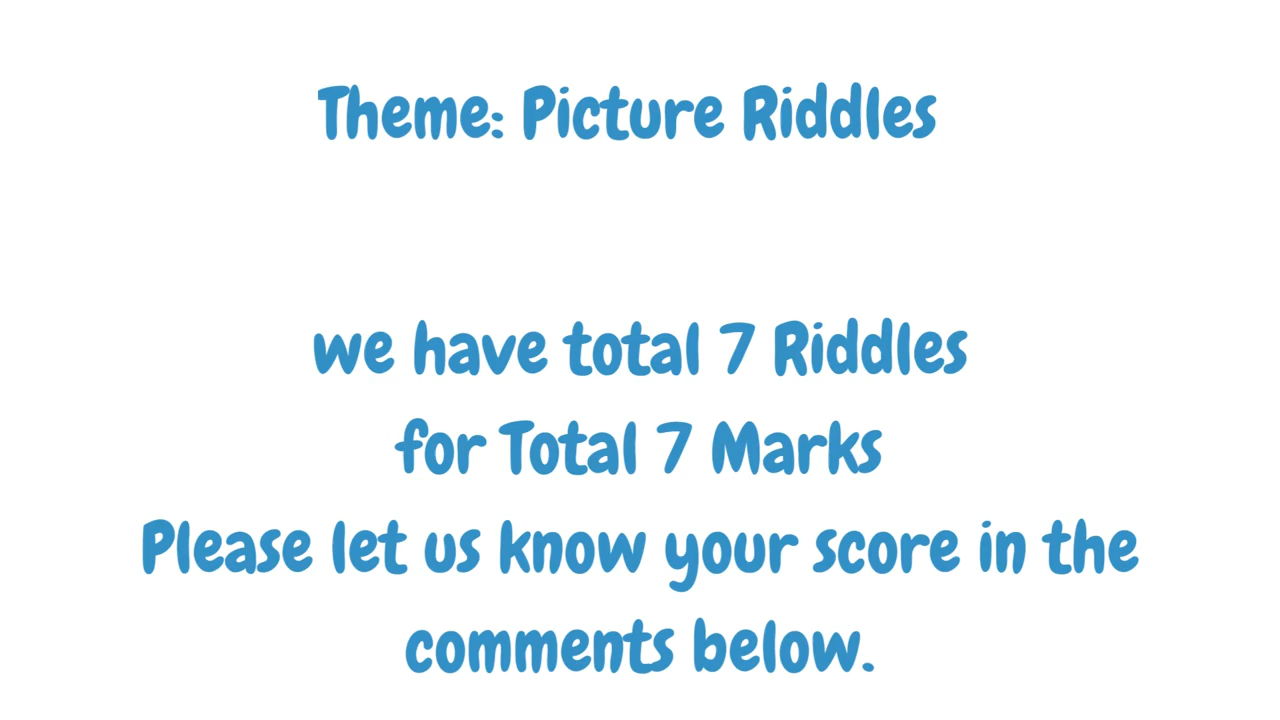 Theme: Picture Riddles
we have total 7 Riddles
for Total 7 Marks
Please let us know your score in the
comments below.